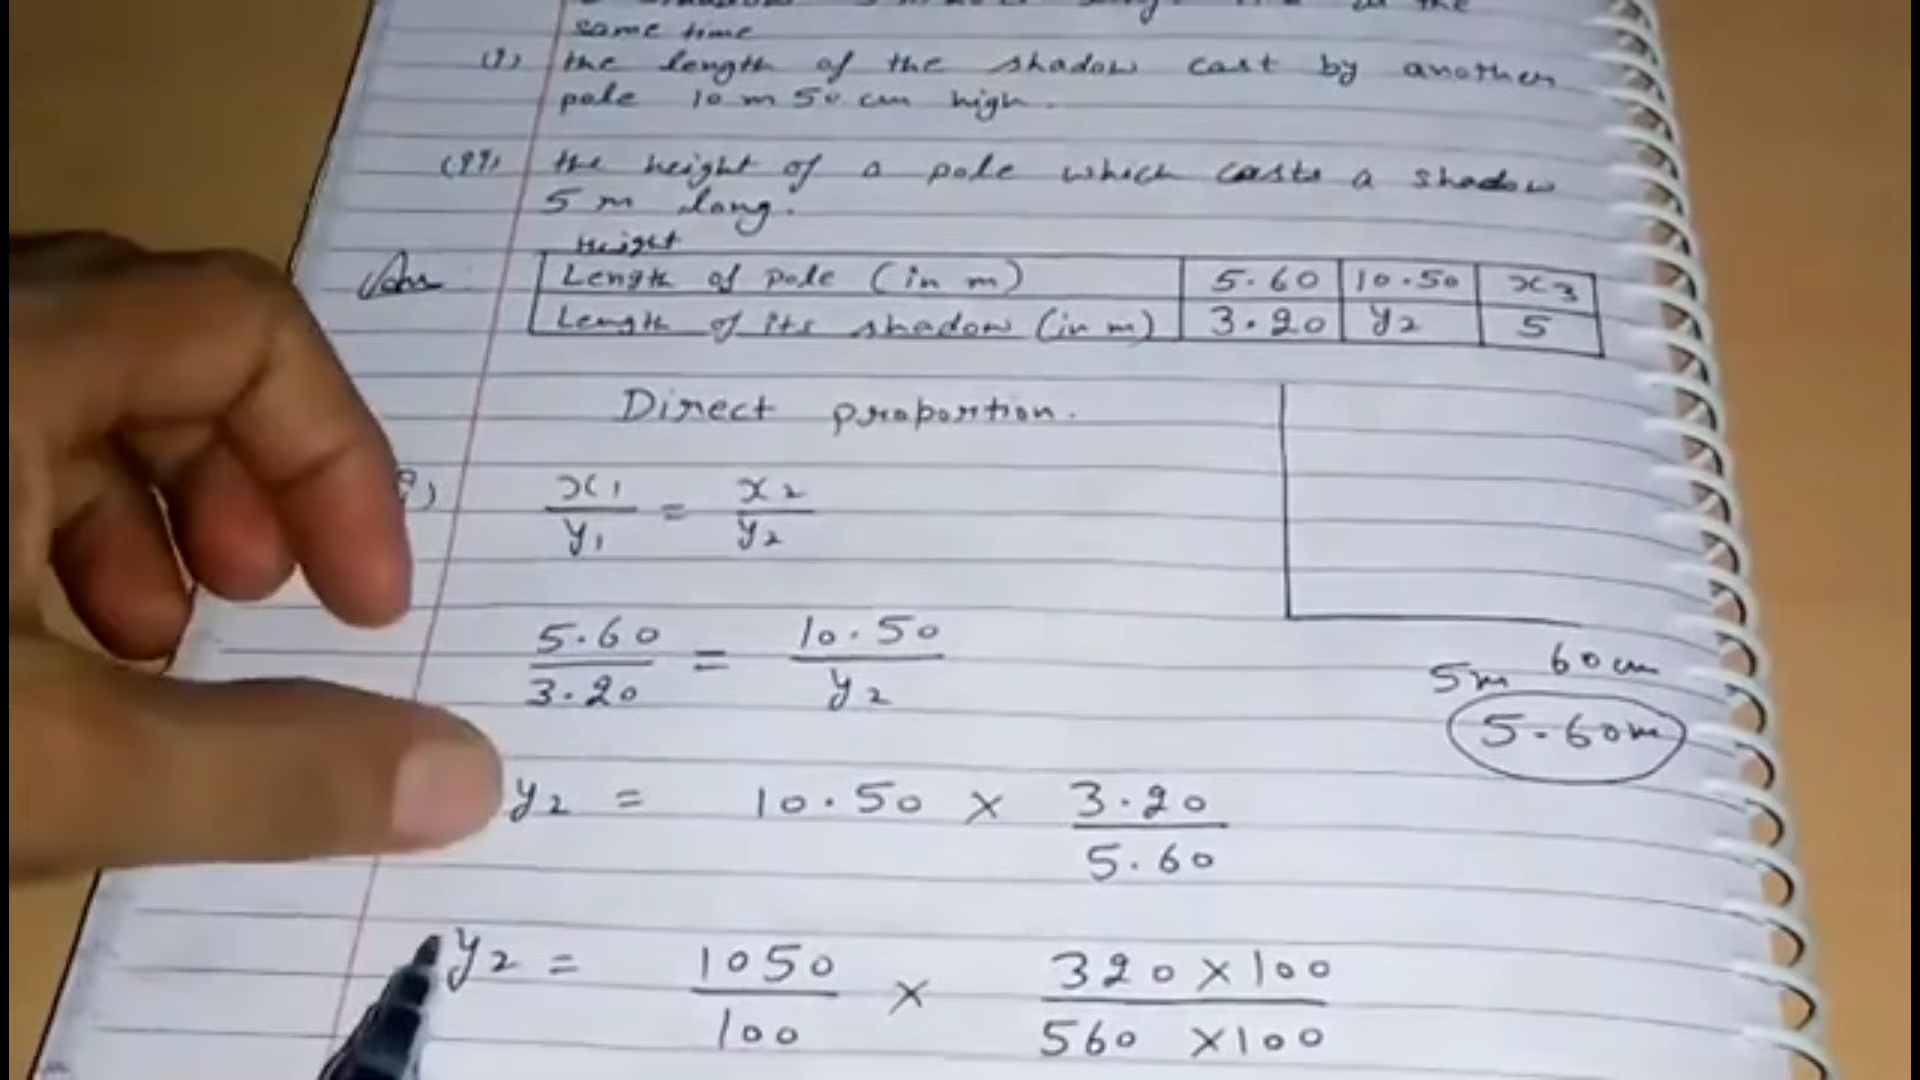 same time
(i) the length of the shadow cast by another
pole 10 m 50 cm high.
(ii) the height of a pole which casts a shadow
5 m long.
Height
Ans Length of pole (in m) 5.60 10.50 x3
Length of its shadow (in m) 3.20 y2 5
Direct proportion.
i) x1/y1 = x2/y2
5.60/3.20 = 10.50/y2
5m 60 cm
5.60m
y2 = 10.50 × 3.20/5.60
y2 = 1050/100 × 320×100/560×100